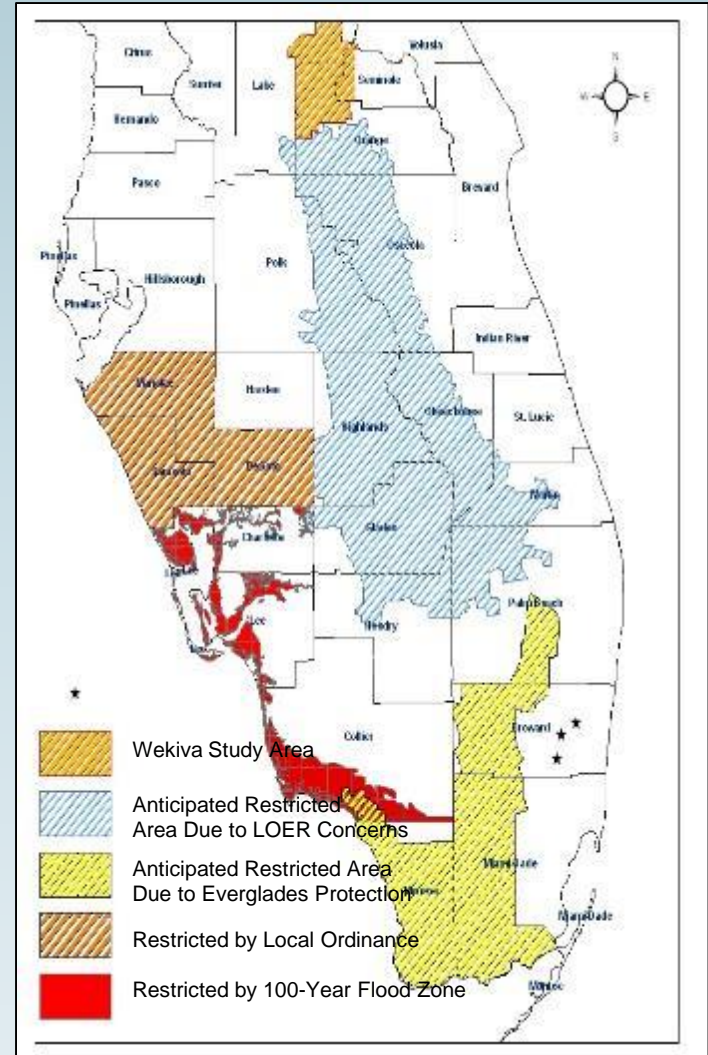 Citrus
Volusia
Sumter
Lake
Seminole
N
W
E
S
Hernando
Orange
Pasco
Brevard
Osceola
Pinellas
Polk
Hillsborough
Pinellas
Indian River
Manatee
Hardee
Okeechobee
St. Lucie
Highlands
Sarasota
Desoto
Martin
Glades
Charlotte
Palm Beach
Lee
Hendry
Broward
Collier
Wekiva Study Area
Anticipated Restricted
Area Due to LOER Concerns
Anticipated Restricted Area
Due to Everglades Protection
Miami-Dade
Monroe
Miami-Dade
Restricted by Local Ordinance
Restricted by 100-Year Flood Zone
Monroe